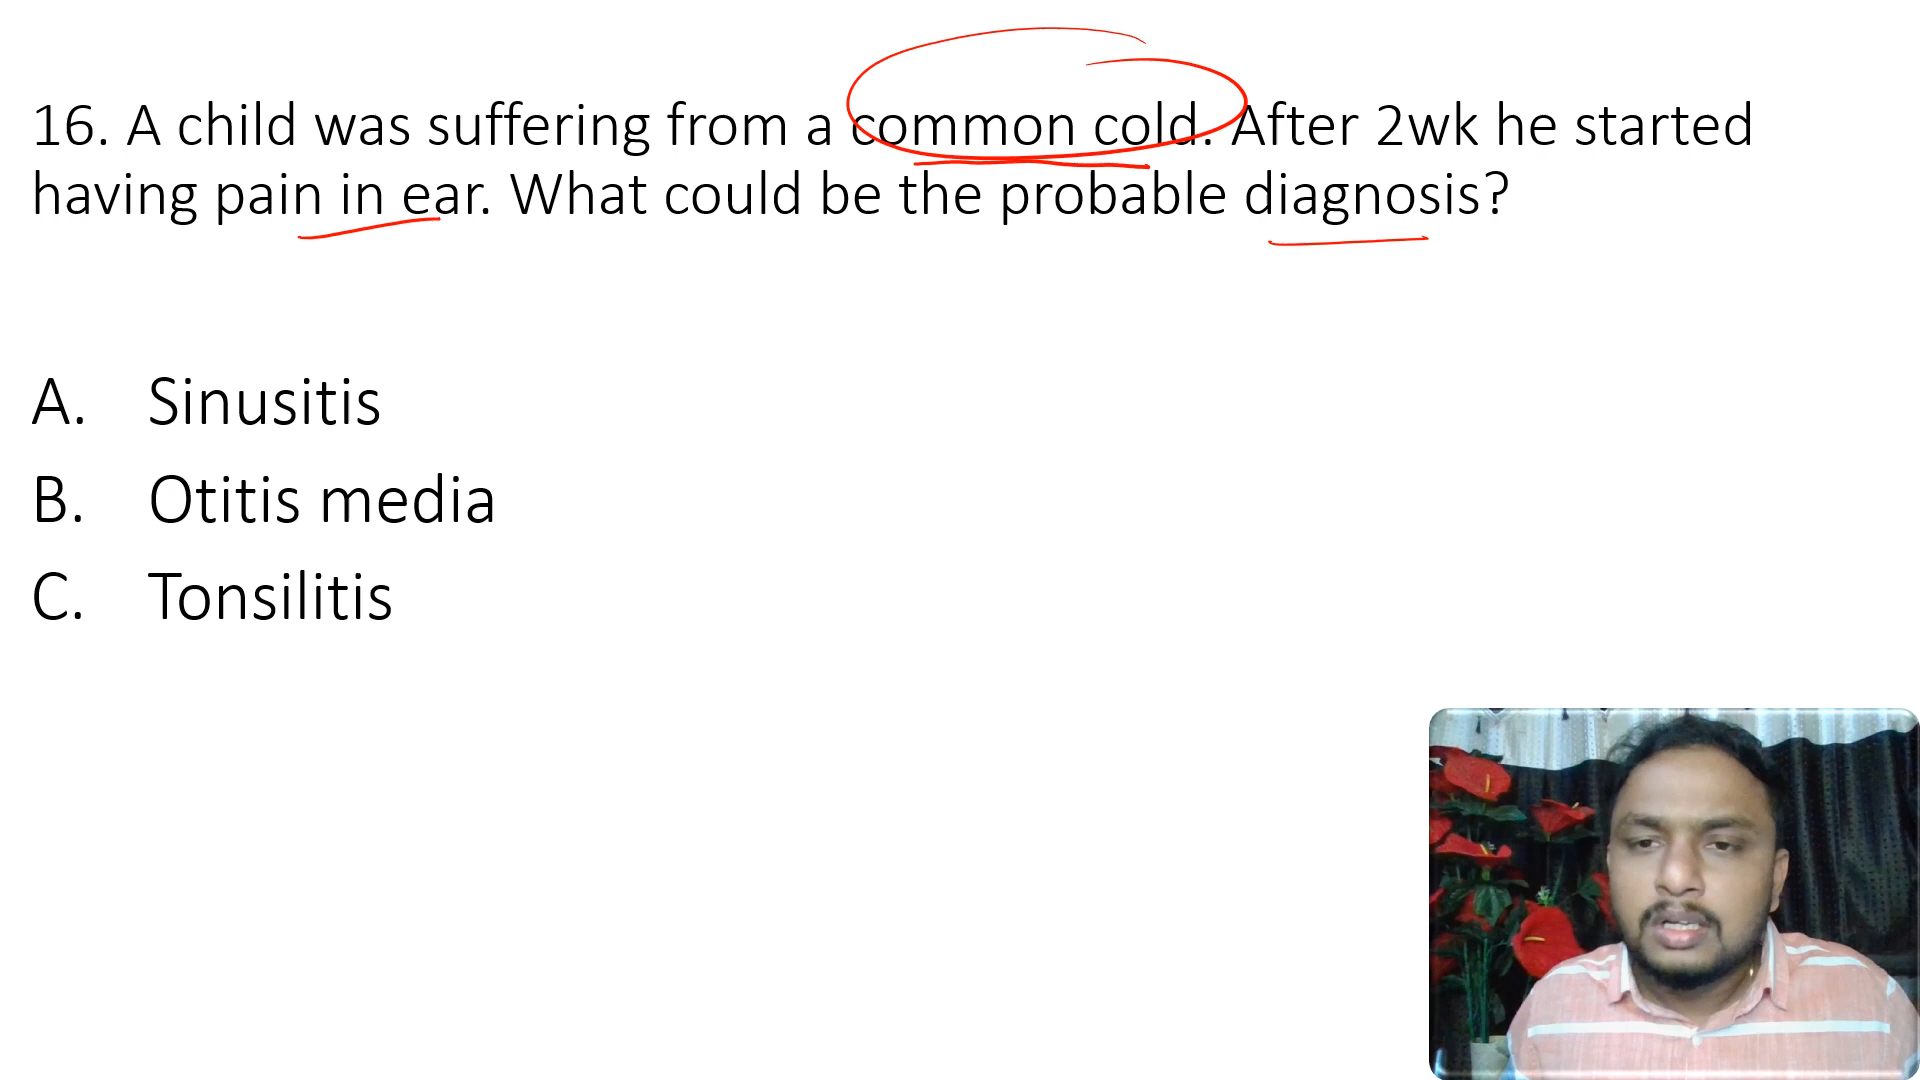 16. A child was suffering from a common cold. After 2wk he started
having pain in ear. What could be the probable diagnosis?
A. Sinusitis
B. Otitis media
C. Tonsilitis